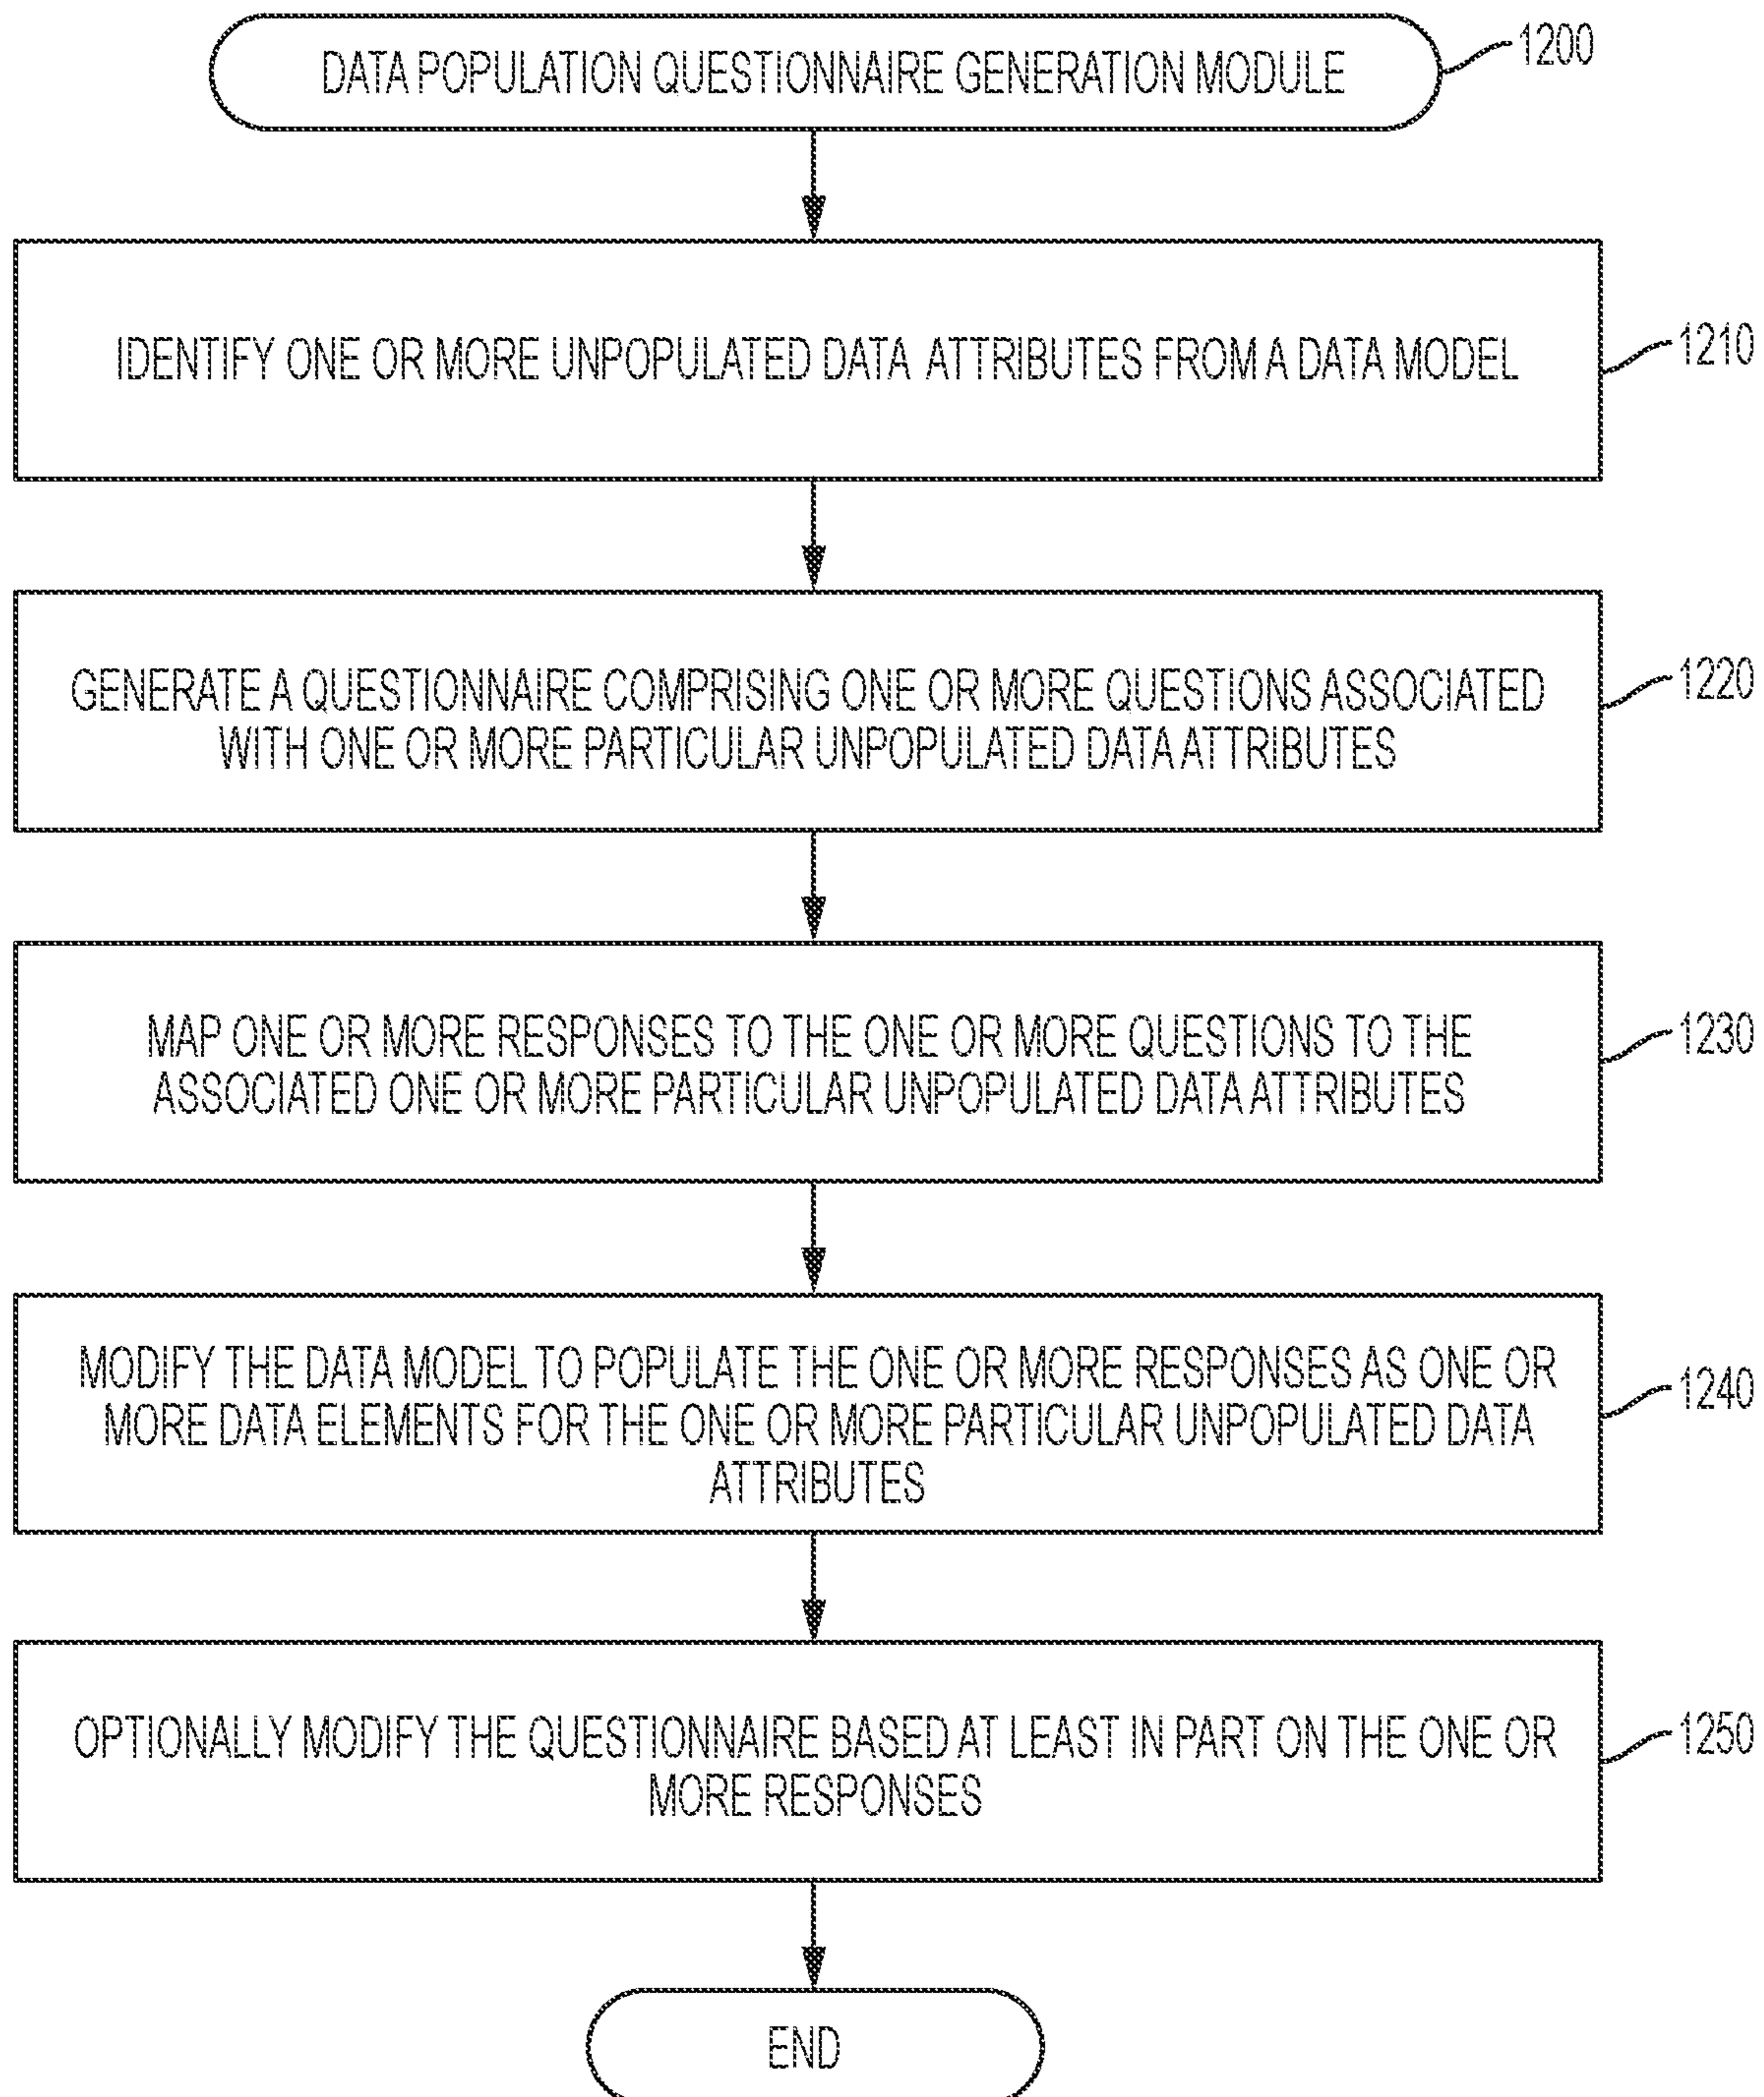 DATA POPULATION QUESTIONNAIRE GENERATION MODULE
1200
IDENTIFY ONE OR MORE UNPOPULATED DATA ATTRIBUTES FROM A DATA MODEL
1210
GENERATE A QUESTIONNAIRE COMPRISING ONE OR MORE QUESTIONS ASSOCIATED
WITH ONE OR MORE PARTICULAR UNPOPULATED DATA ATTRIBUTES
1220
MAP ONE OR MORE RESPONSES TO THE ONE OR MORE QUESTIONS TO THE
ASSOCIATED ONE OR MORE PARTICULAR UNPOPULATED DATA ATTRIBUTES
1230
MODIFY THE DATA MODEL TO POPULATE THE ONE OR MORE RESPONSES AS ONE OR
MORE DATA ELEMENTS FOR THE ONE OR MORE PARTICULAR UNPOPULATED DATA
ATTRIBUTES
1240
OPTIONALLY MODIFY THE QUESTIONNAIRE BASED AT LEAST IN PART ON THE ONE OR
MORE RESPONSES
1250
END